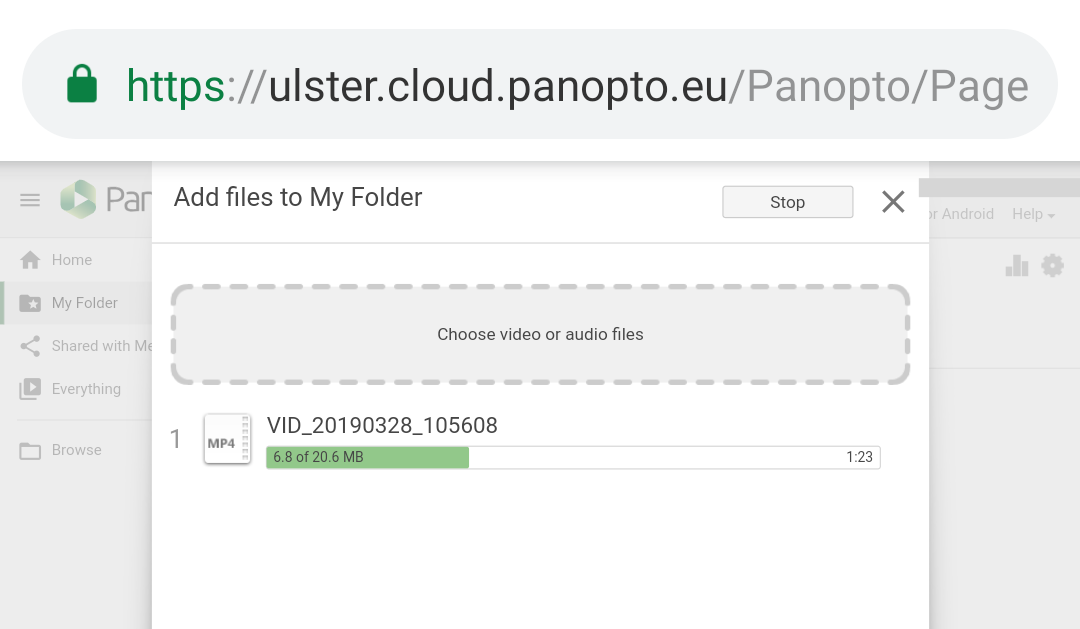 https://ulster.cloud.panopto.eu/Panopto/Page
Add files to My Folder
Stop
Pan
or Android
Help
Home
My Folder
Shared with Me
Everything
Browse
Choose video or audio files
1
MP4
VID_20190328_105608
6.8 of 20.6 MB
1:23